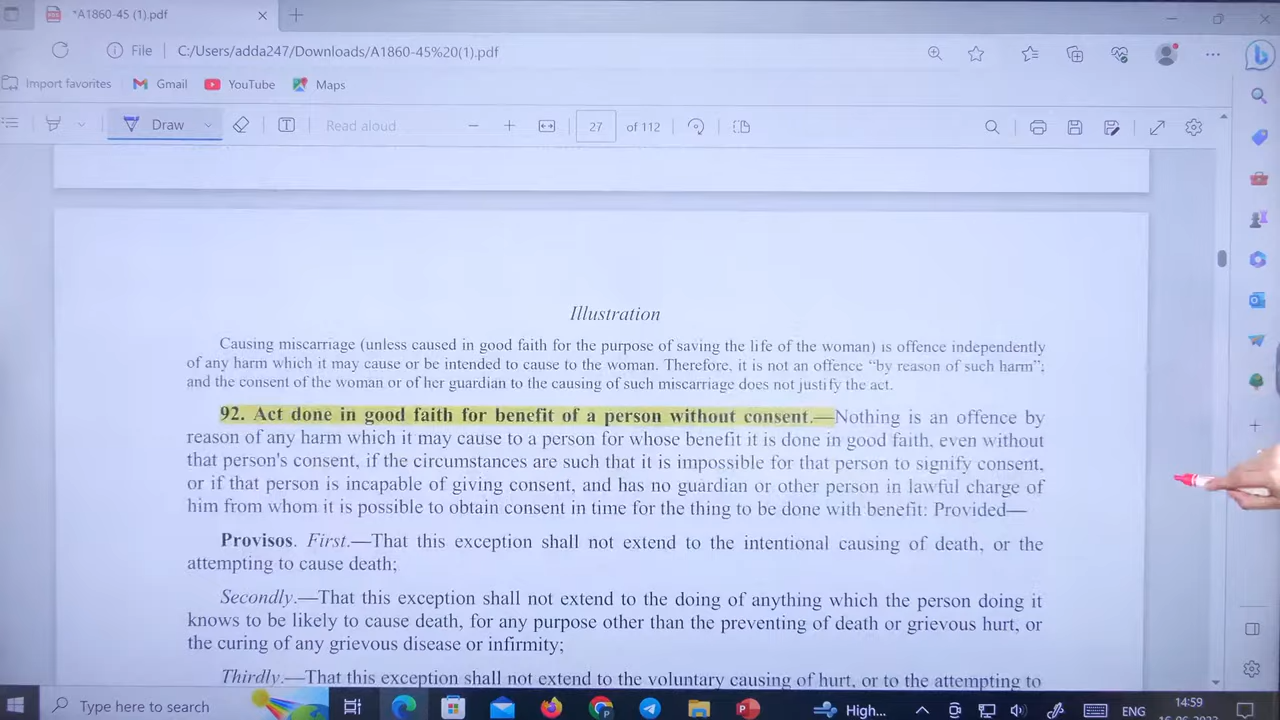 *A1860-45 (1).pdf
File C:/Users/adda247/Downloads/A1860-45%20(1).pdf
Import favorites Gmail YouTube Maps
Draw Read aloud 27 of 112
Illustration
Causing miscarriage (unless caused in good faith for the purpose of saving the life of the woman) is offence independently
of any harm which it may cause or be intended to cause to the woman. Therefore, it is not an offence “by reason of such harm”;
and the consent of the woman or of her guardian to the causing of such miscarriage does not justify the act.
92. Act done in good faith for benefit of a person without consent.—Nothing is an offence by
reason of any harm which it may cause to a person for whose benefit it is done in good faith, even without
that person's consent, if the circumstances are such that it is impossible for that person to signify consent,
or if that person is incapable of giving consent, and has no guardian or other person in lawful charge of
him from whom it is possible to obtain consent in time for the thing to be done with benefit: Provided—
Provisos. First.—That this exception shall not extend to the intentional causing of death, or the
attempting to cause death;
Secondly.—That this exception shall not extend to the doing of anything which the person doing it
knows to be likely to cause death, for any purpose other than the preventing of death or grievous hurt, or
the curing of any grievous disease or infirmity;
Thirdly.—That this exception shall not extend to the voluntary causing of hurt, or to the attempting to
Type here to search High... ENG 14:59